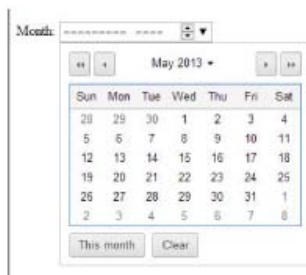 Month: --------- ----
May 2013
Sun Mon Tue Wed Thu Fri Sat
28 29 30 1 2 3 4
5 6 7 8 9 10 11
12 13 14 15 16 17 18
19 20 21 22 23 24 25
26 27 28 29 30 31 1
2 3 4 5 6 7 8
This month Clear